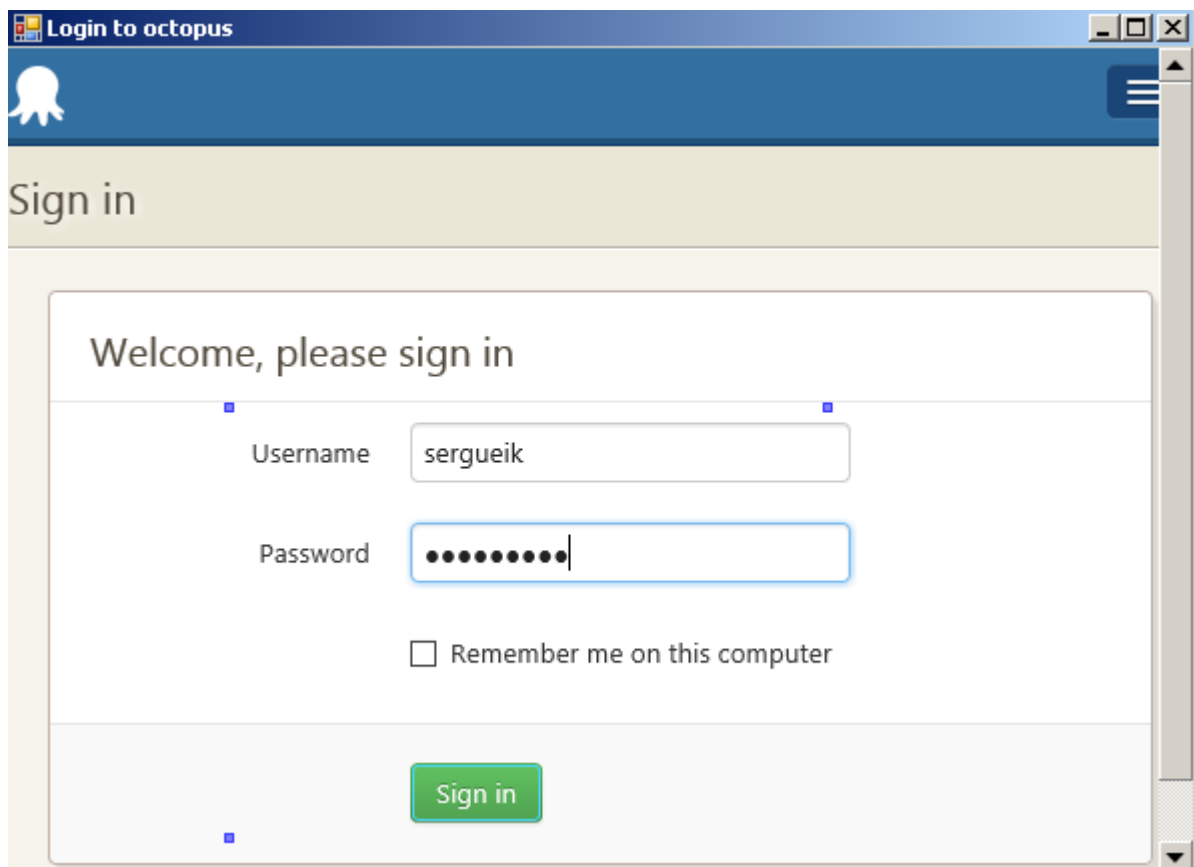 Login to octopus
Sign in
Welcome, please sign in
Username sergueik
Password ●●●●●●●●●
Remember me on this computer
Sign in